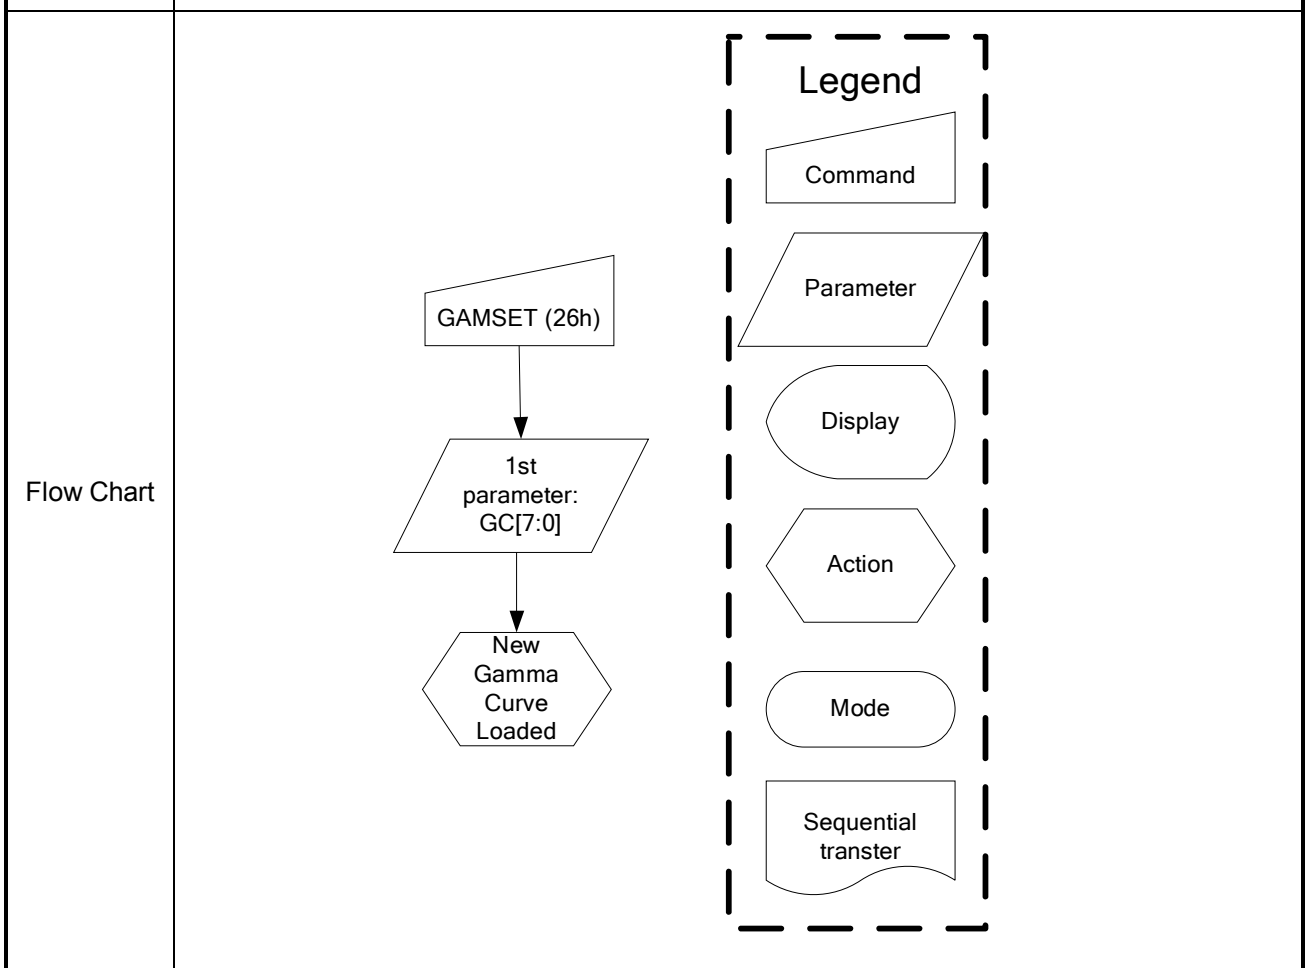 Flow Chart
GAMSET (26h)
1st
parameter:
GC[7:0]
New
Gamma
Curve
Loaded
Legend
Command
Parameter
Display
Action
Mode
Sequential
transter